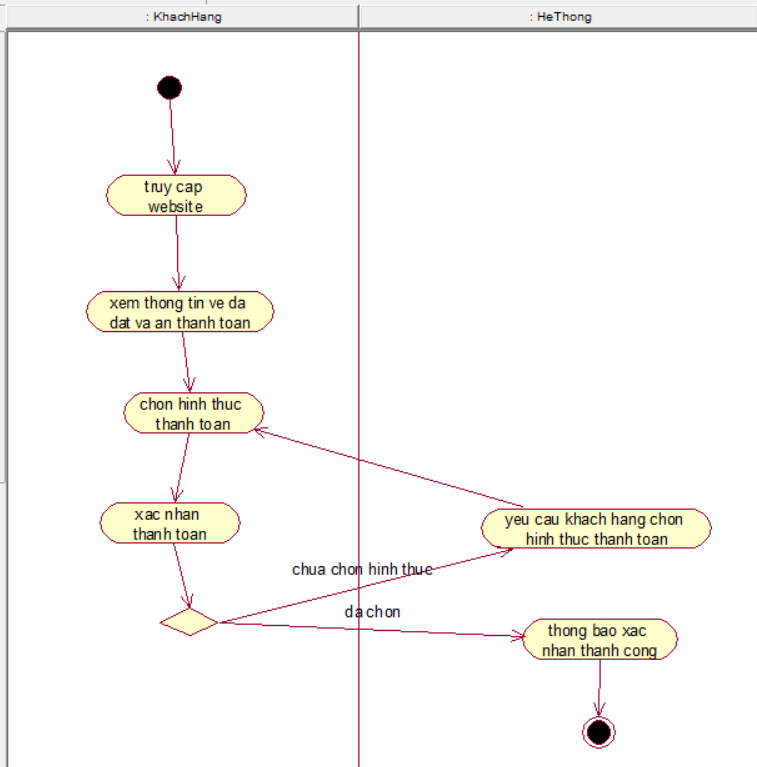 : KhachHang
: HeThong
truy cap
website
xem thong tin ve da
dat va an thanh toan
chon hinh thuc
thanh toan
xac nhan
thanh toan
yeu cau khach hang chon
hinh thuc thanh toan
chua chon hinh thuc
da chon
thong bao xac
nhan thanh cong